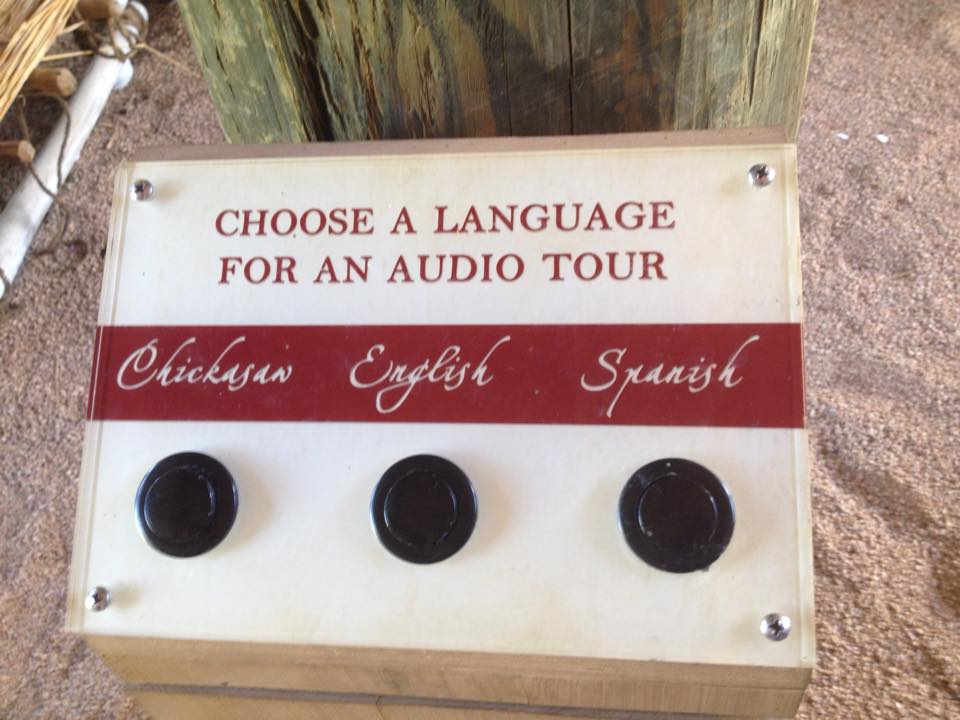 CHOOSE A LANGUAGE
FOR AN AUDIO TOUR
Chickasaw English Spanish